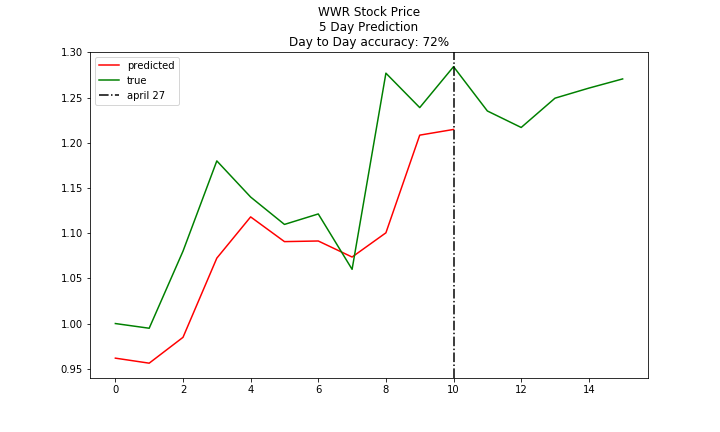 WWR Stock Price
5 Day Prediction
Day to Day accuracy: 72%
predicted
true
april 27
1.30
1.25
1.20
1.15
1.10
1.05
1.00
0.95
0 2 4 6 8 10 12 14